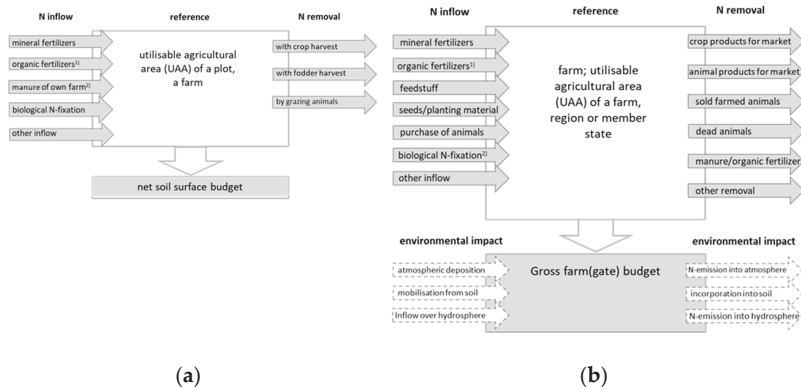 N inflow
reference
N removal
mineral fertilizers
organic fertilizers1)
manure of own farm2)
biological N-fixation
other inflow
utilisable agricultural
area (UAA) of a plot,
a farm
with crop harvest
with fodder harvest
by grazing animals
net soil surface budget
(a)
N inflow
reference
N removal
mineral fertilizers
organic fertilizers1)
feedstuff
seeds/planting material
purchase of animals
biological N-fixation2)
other inflow
farm; utilisable
agricultural area
(UAA) of a farm,
region or member
state
crop products for market
animal products for market
sold farmed animals
dead animals
manure/organic fertilizer
other removal
environmental impact
environmental impact
atmospheric deposition
mobilisation from soil
Inflow over hydrosphere
Gross farm(gate) budget
N-emission into atmosphere
incorporation into soil
N-emission into hydrosphere
(b)